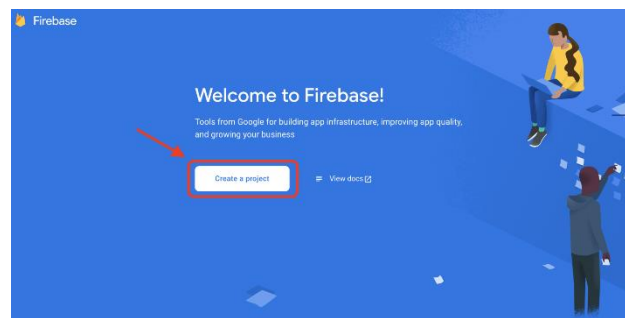 Firebase
Welcome to Firebase!
Tools from Google for building app infrastructure, improving app quality,
and growing your business
Create a project
View docs